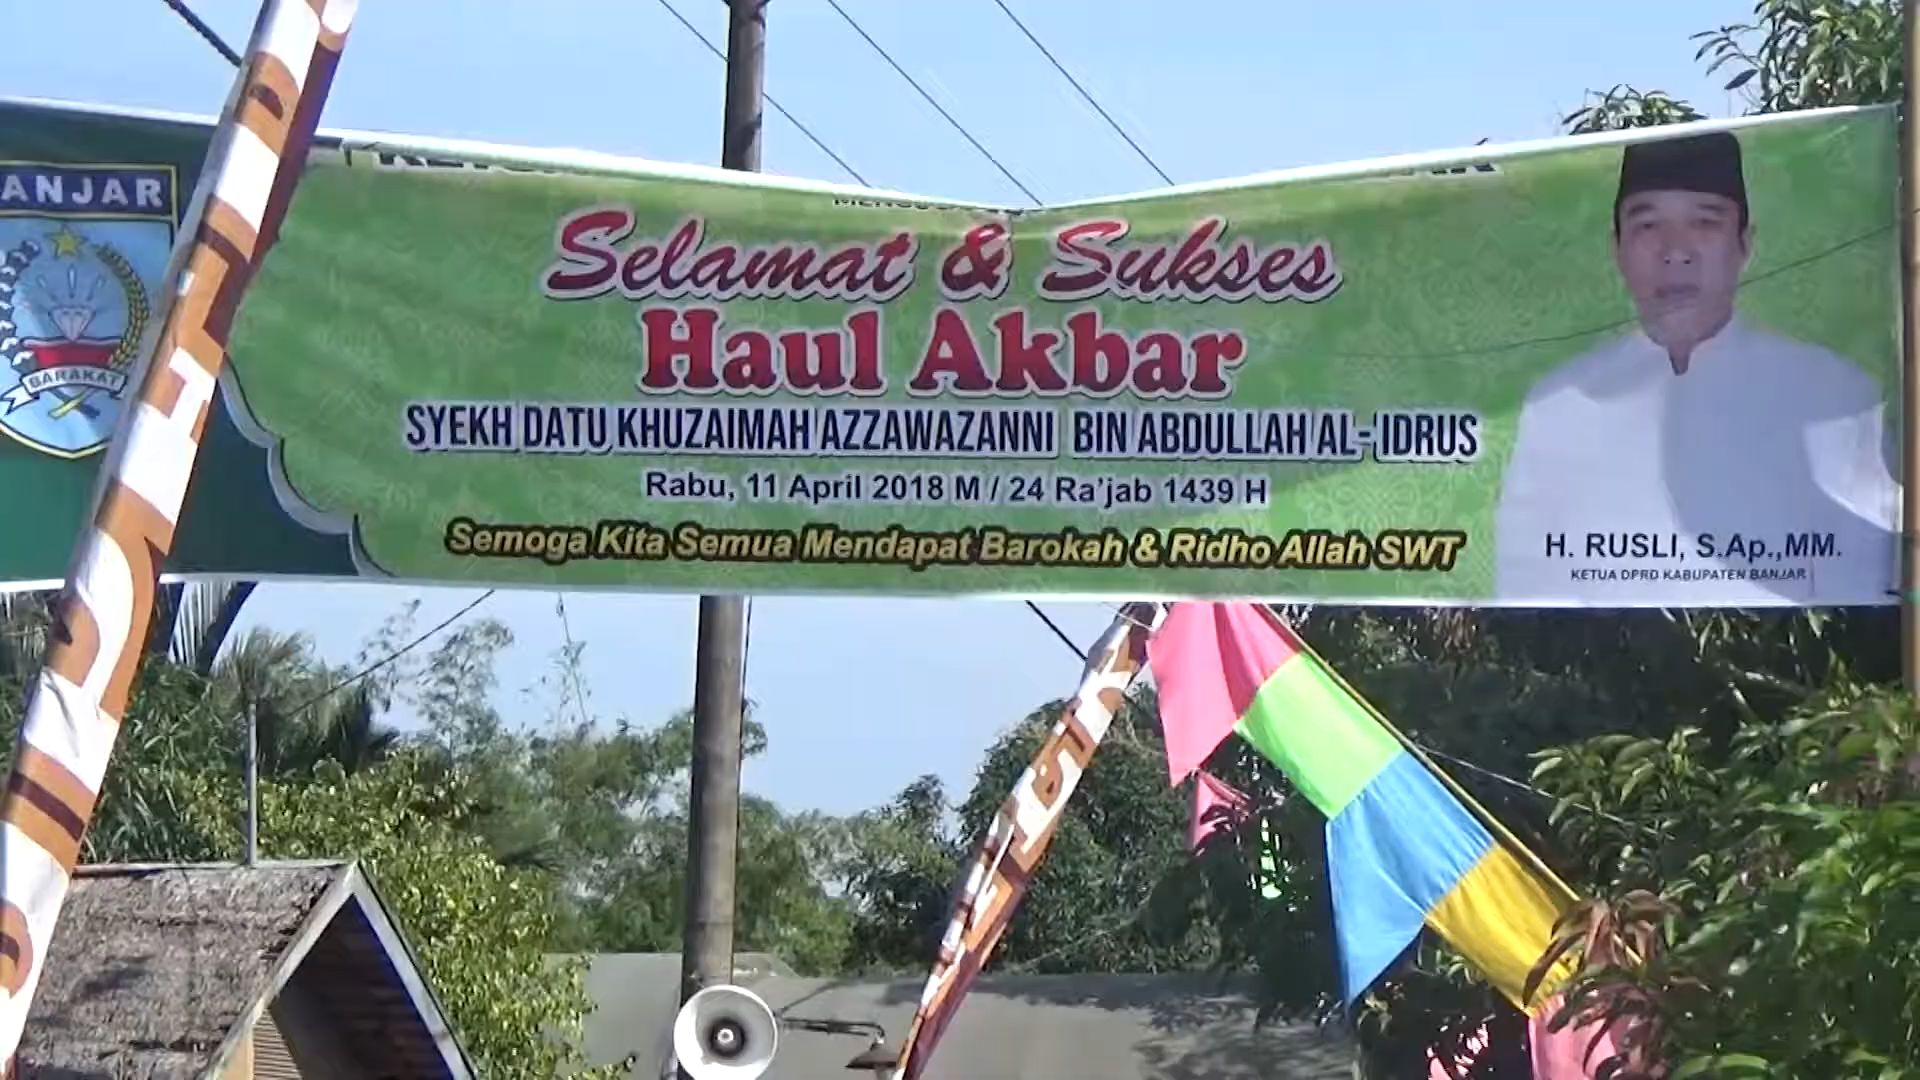 ANJAR
BARAKAT
Selamat & Sukses
Haul Akbar
SYEKH DATU KHUZAIMAH AZZAWAZANNI BIN ABDULLAH AL-'IDRUS
Rabu, 11 April 2018 M / 24 Ra'jab 1439 H
Semoga Kita Semua Mendapat Barokah & Ridho Allah SWT
H. RUSLI, S.Ap.,MM.
KETUA DPRD KABUPATEN BANJAR